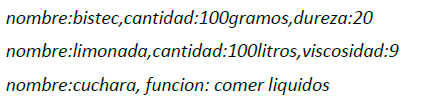 nombre:bistec,cantidad:100gramos,dureza:20
nombre:limonada,cantidad:100litros,viscosidad:9
nombre:cuchara, funcion: comer liquidos